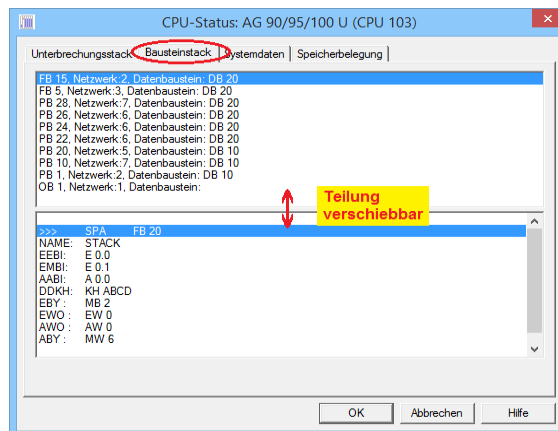 CPU-Status: AG 90/95/100 U (CPU 103)
Unterbrechungsstack Bausteinstack Systemdaten Speicherbelegung
FB 15, Netzwerk:2, Datenbaustein: DB 20
FB 5, Netzwerk:3, Datenbaustein: DB 20
PB 28, Netzwerk:7, Datenbaustein: DB 20
PB 26, Netzwerk:6, Datenbaustein: DB 20
PB 24, Netzwerk:6, Datenbaustein: DB 20
PB 22, Netzwerk:6, Datenbaustein: DB 20
PB 20, Netzwerk:5, Datenbaustein: DB 10
PB 10, Netzwerk:7, Datenbaustein: DB 10
PB 1, Netzwerk:2, Datenbaustein: DB 10
OB 1, Netzwerk:1, Datenbaustein:
Teilung
verschiebbar
>>> SPA FB 20
NAME: STACK
EEBI: E 0.0
EMBI: E 0.1
AABI: A 0.0
DDKH: KH ABCD
EBY : MB 2
EWO : EW 0
AWO : AW 0
ABY : MW 6
OK Abbrechen Hilfe